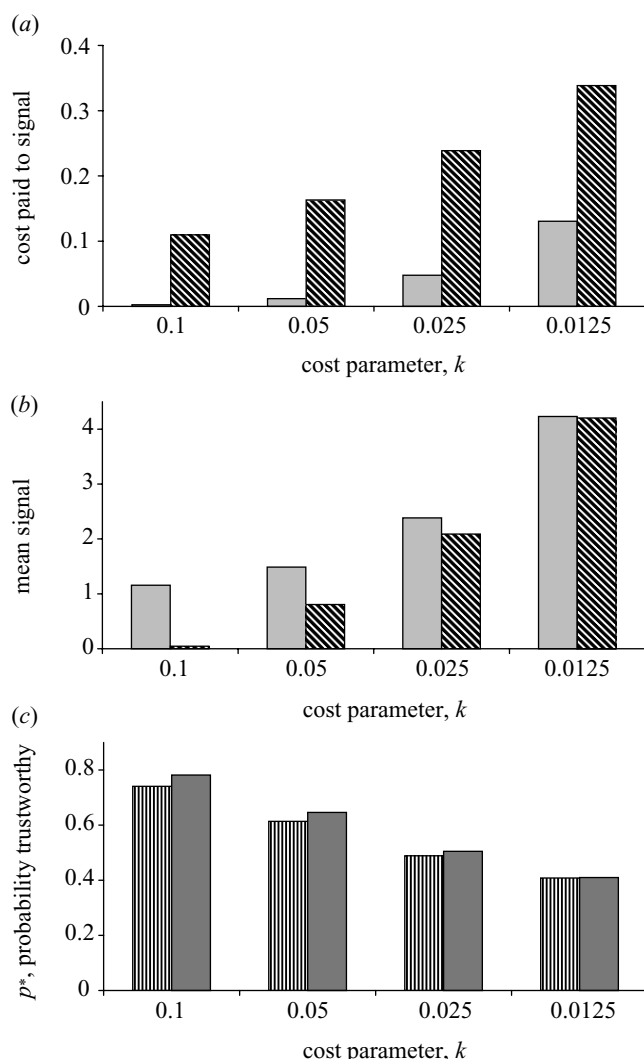 (a)
0.4
0.3
0.2
0.1
0
cost paid to signal
0.1 0.05 0.025 0.0125
cost parameter, k
(b)
4
3
2
1
0
mean signal
0.1 0.05 0.025 0.0125
cost parameter, k
(c)
0.8
0.6
0.4
0.2
0
p*, probability trustworthy
0.1 0.05 0.025 0.0125
cost parameter, k